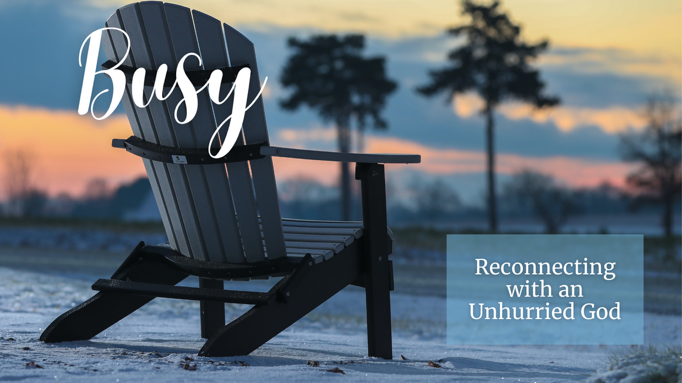 Busy
Reconnecting
with an
Unhurried God